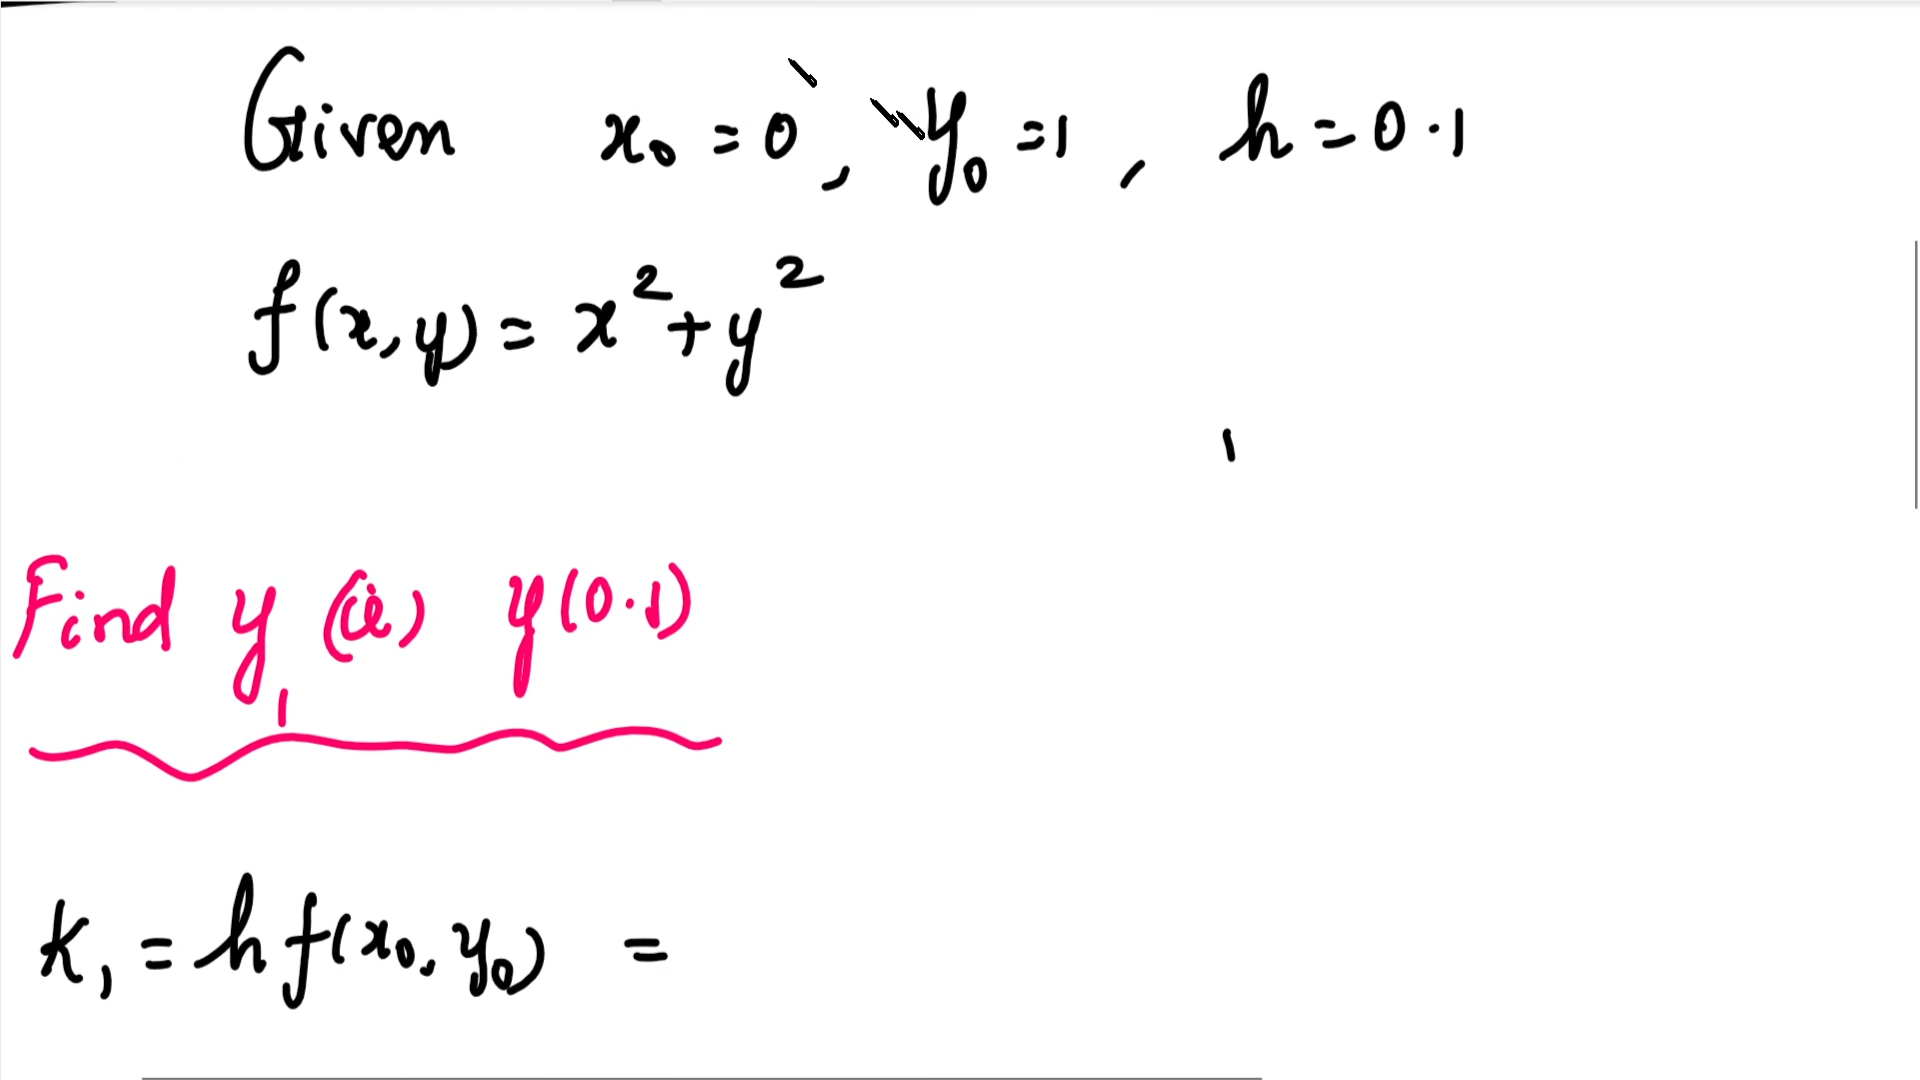 Given x₀ = 0, y₀ = 1, h = 0.1
f(x, y) = x² + y²
Find y₁ (ie) y(0.1)
K₁ = h f(x₀, y₀) =